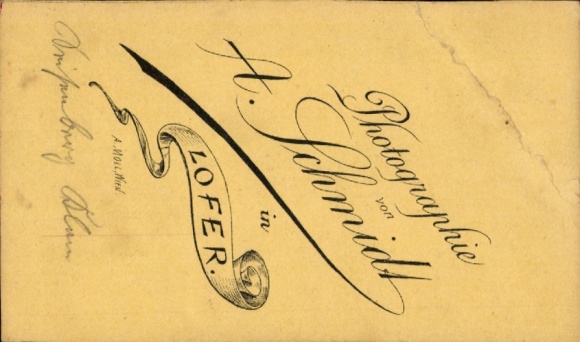 Photographie
von
A. Schmidt
in
LOFER.
A. MOLL WIEN